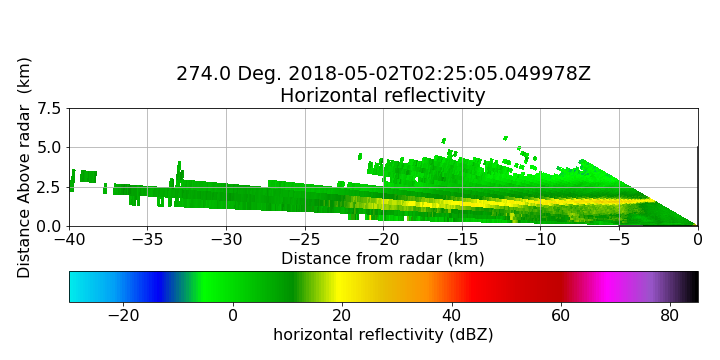 274.0 Deg. 2018-05-02T02:25:05.049978Z
Horizontal reflectivity
Distance Above radar  (km)
7.5
5.0
2.5
0.0
−40 −35 −30 −25 −20 −15 −10 −5 0
Distance from radar (km)
−20 0 20 40 60 80
horizontal reflectivity (dBZ)